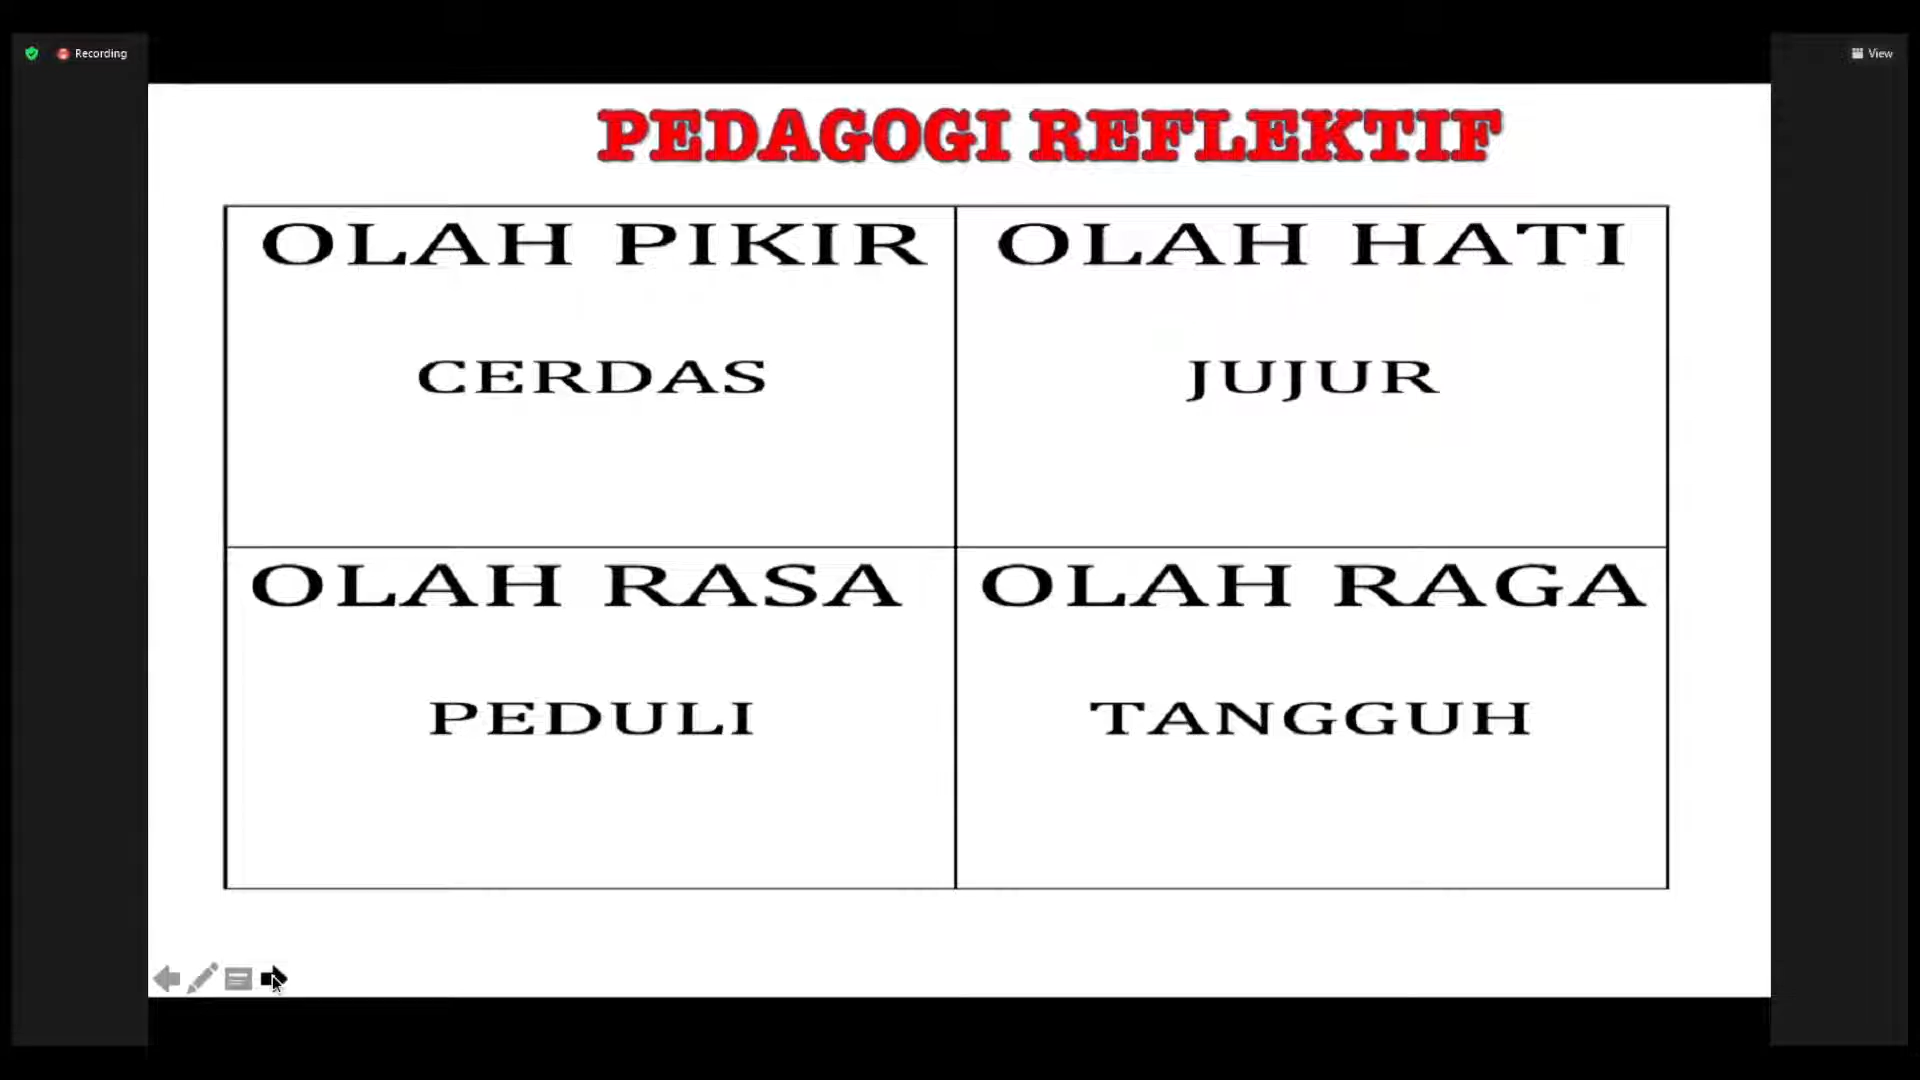 Recording
View
PEDAGOGI REFLEKTIF
OLAH PIKIR
CERDAS
OLAH HATI
JUJUR
OLAH RASA
PEDULI
OLAH RAGA
TANGGUH